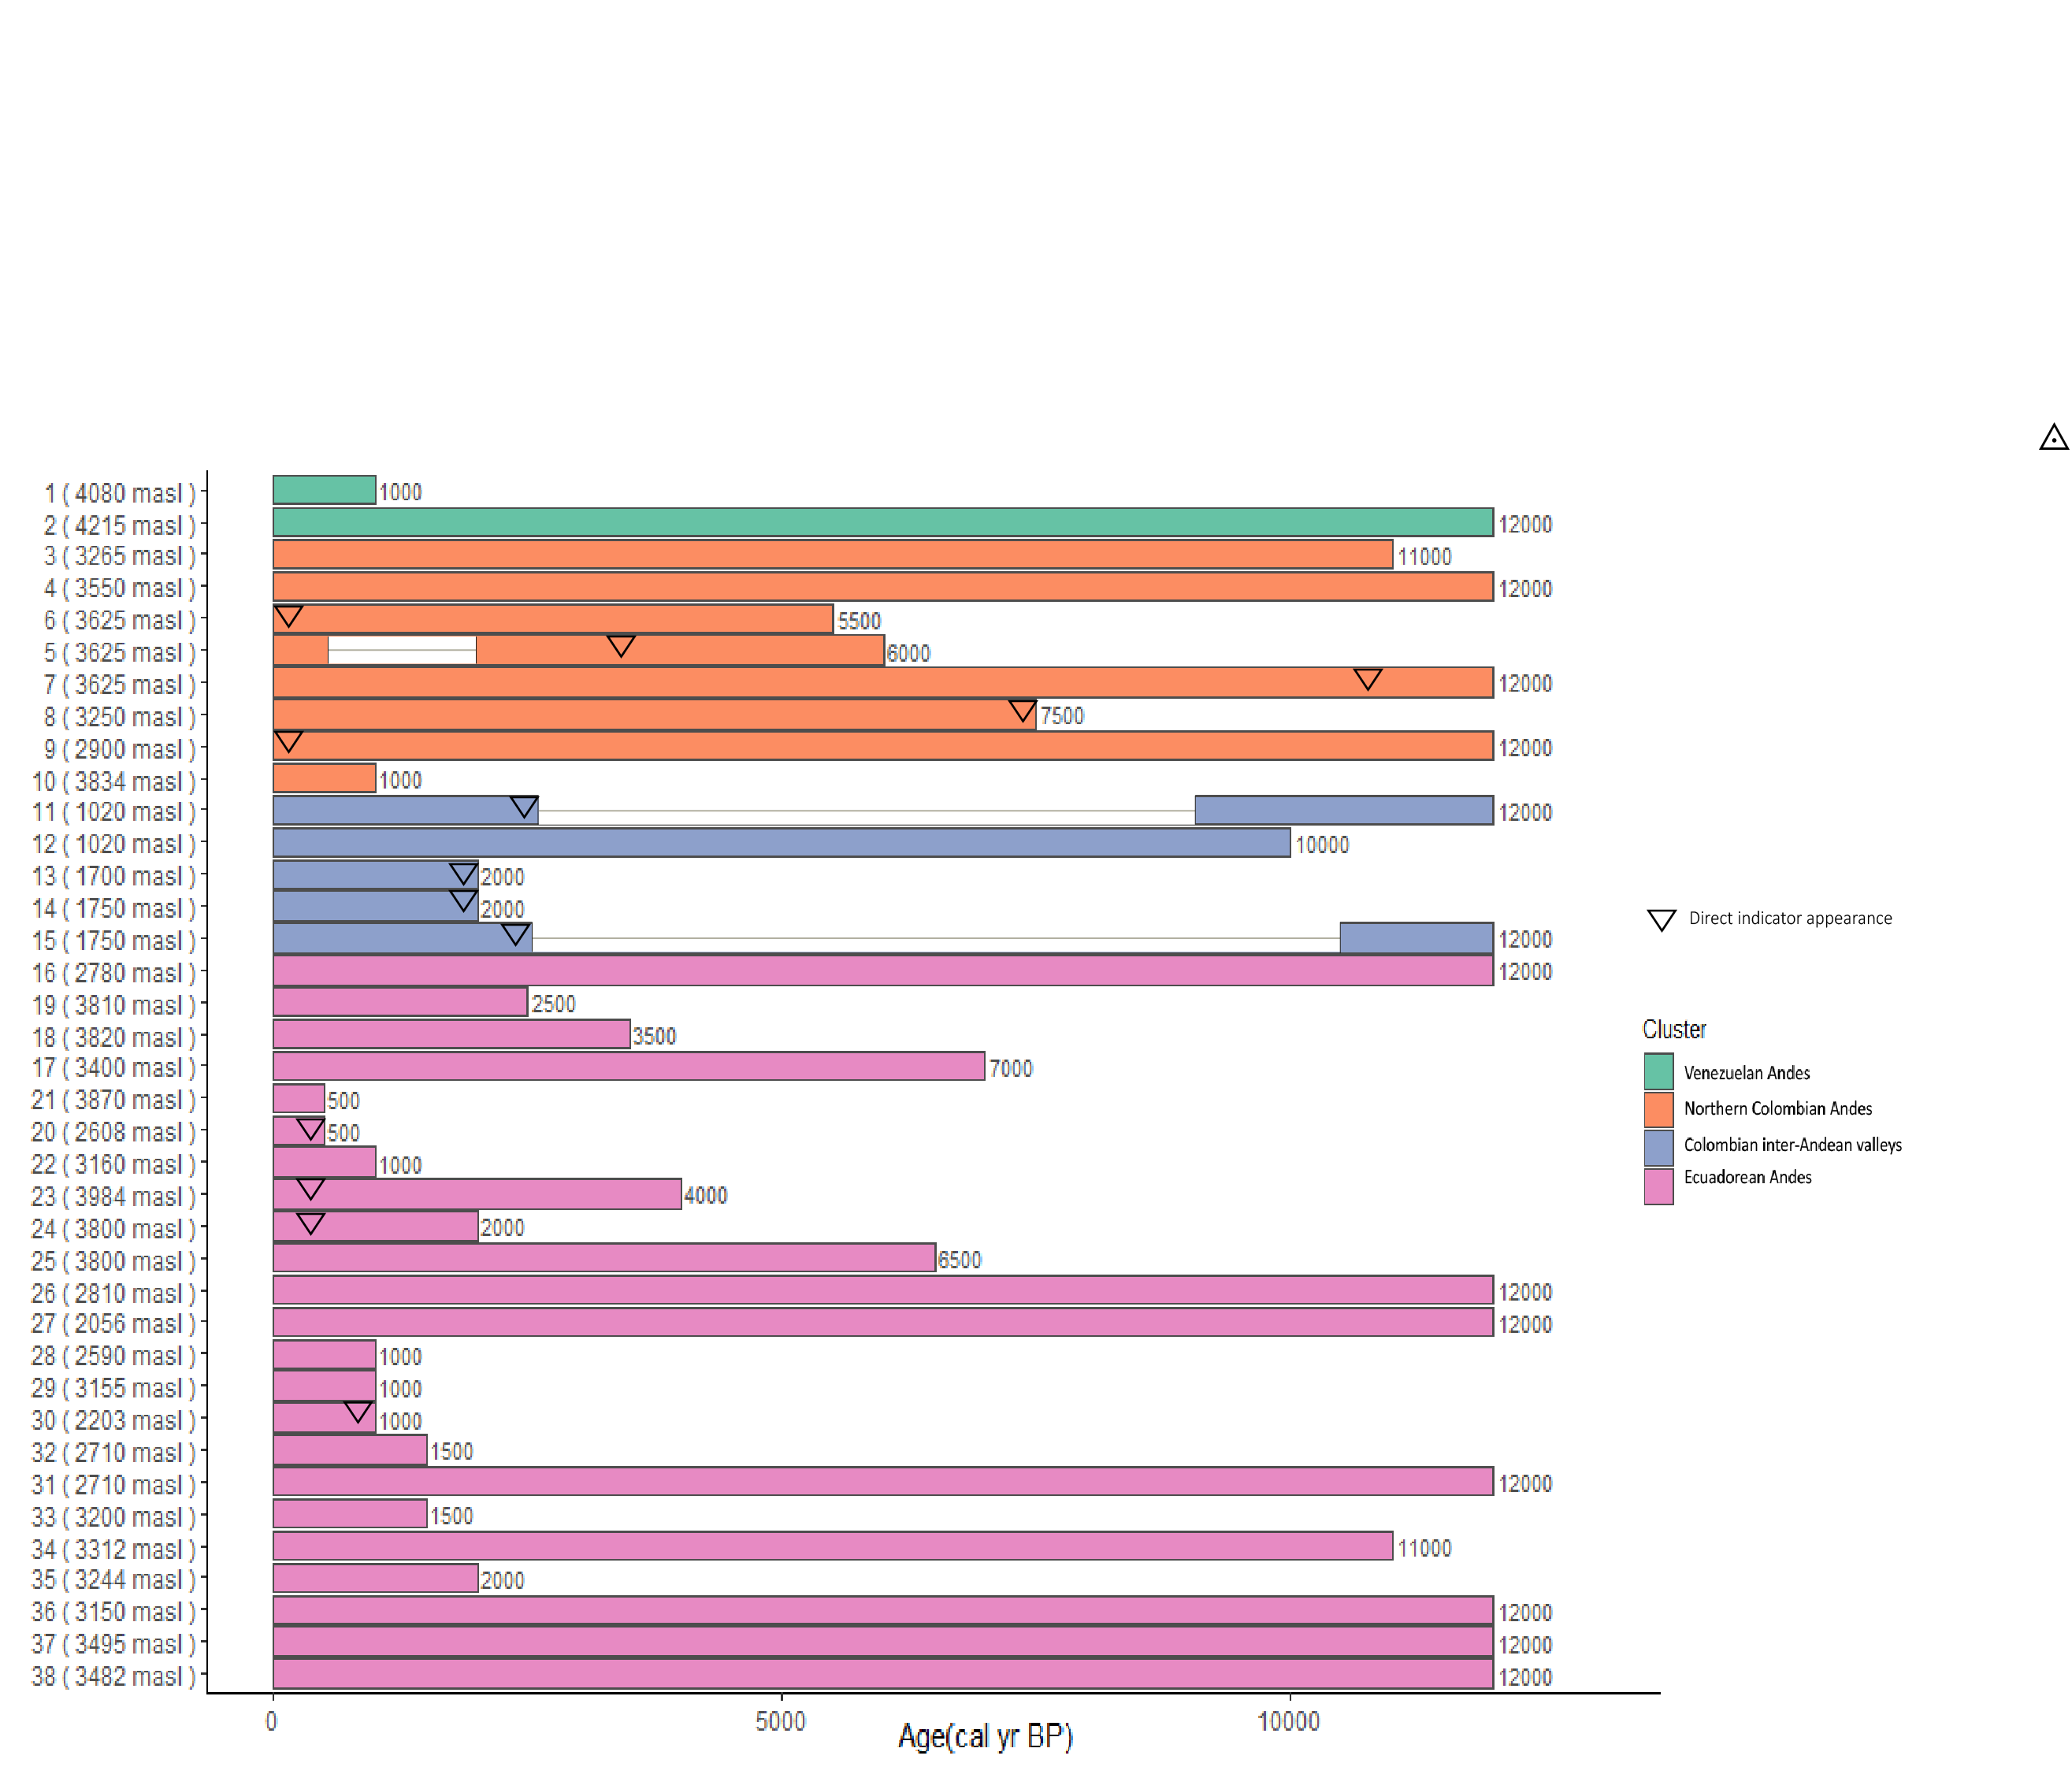 1 ( 4080 masl ) 1000
2 ( 4215 masl ) 12000
3 ( 3265 masl ) 11000
4 ( 3550 masl ) 12000
6 ( 3625 masl ) 5500
5 ( 3625 masl ) 6000
7 ( 3625 masl ) 12000
8 ( 3250 masl ) 7500
9 ( 2900 masl ) 12000
10 ( 3834 masl ) 1000
11 ( 1020 masl ) 12000
12 ( 1020 masl ) 10000
13 ( 1700 masl ) 2000
14 ( 1750 masl ) 2000
15 ( 1750 masl ) 12000
16 ( 2780 masl ) 12000
19 ( 3810 masl ) 2500
18 ( 3820 masl ) 3500
17 ( 3400 masl ) 7000
21 ( 3870 masl ) 500
20 ( 2608 masl ) 500
22 ( 3160 masl ) 1000
23 ( 3984 masl ) 4000
24 ( 3800 masl ) 2000
25 ( 3800 masl ) 6500
26 ( 2810 masl ) 12000
27 ( 2056 masl ) 12000
28 ( 2590 masl ) 1000
29 ( 3155 masl ) 1000
30 ( 2203 masl ) 1000
32 ( 2710 masl ) 1500
31 ( 2710 masl ) 12000
33 ( 3200 masl ) 1500
34 ( 3312 masl ) 11000
35 ( 3244 masl ) 2000
36 ( 3150 masl ) 12000
37 ( 3495 masl ) 12000
38 ( 3482 masl ) 12000
0 5000 10000
Age(cal yr BP)
Direct indicator appearance
Cluster
Venezuelan Andes
Northern Colombian Andes
Colombian inter-Andean valleys
Ecuadorean Andes